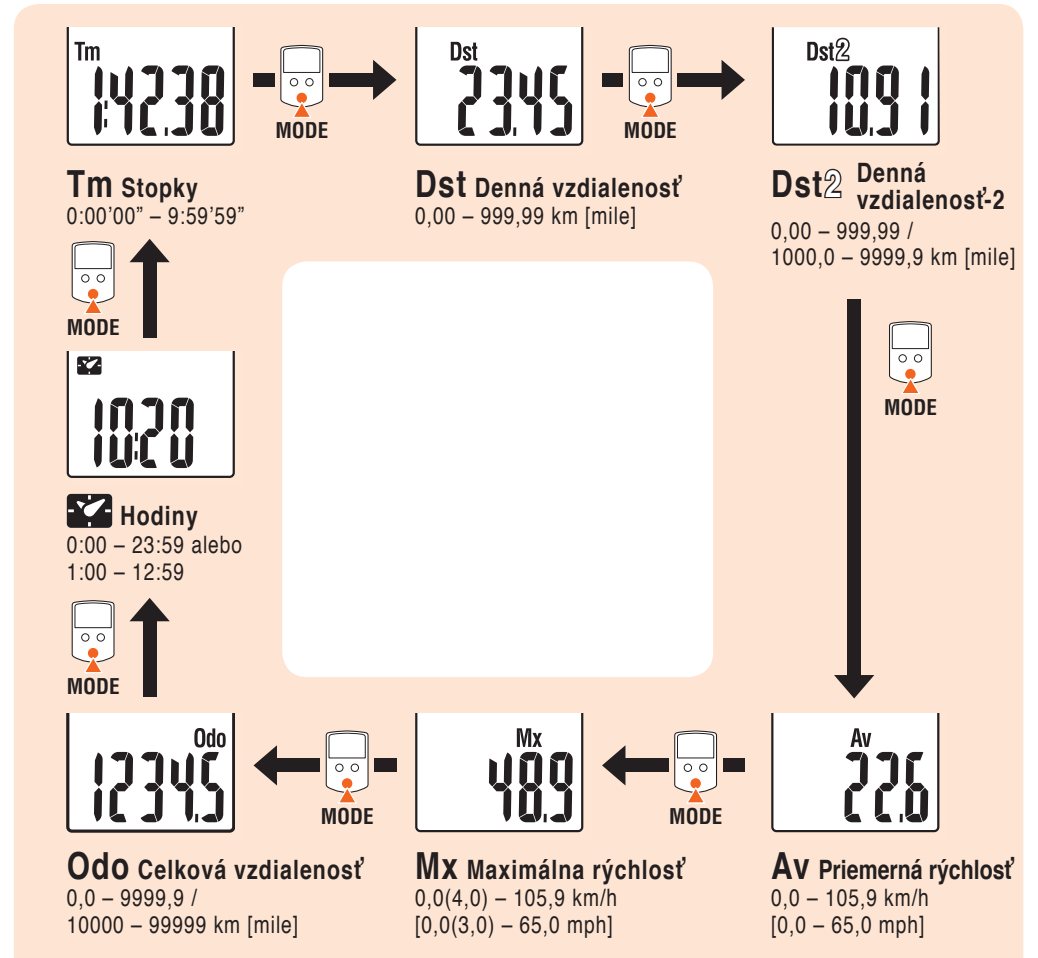 Tm
1:42.38
MODE
Dst
23.45
MODE
Dst2
10.91
Tm Stopky
0:00'00” – 9:59'59”
Dst Denná vzdialenosť
0,00 – 999,99 km [mile]
Dst2 Denná
vzdialenosť-2
0,00 – 999,99 /
1000,0 – 9999,9 km [mile]
MODE
MODE
10:20
Hodiny
0:00 – 23:59 alebo
1:00 – 12:59
MODE
Odo
1234.5
MODE
Mx
48.9
MODE
Av
22.6
Odo Celková vzdialenosť
0,0 – 9999,9 /
10000 – 99999 km [mile]
Mx Maximálna rýchlosť
0,0(4,0) – 105,9 km/h
[0,0(3,0) – 65,0 mph]
Av Priemerná rýchlosť
0,0 – 105,9 km/h
[0,0 – 65,0 mph]